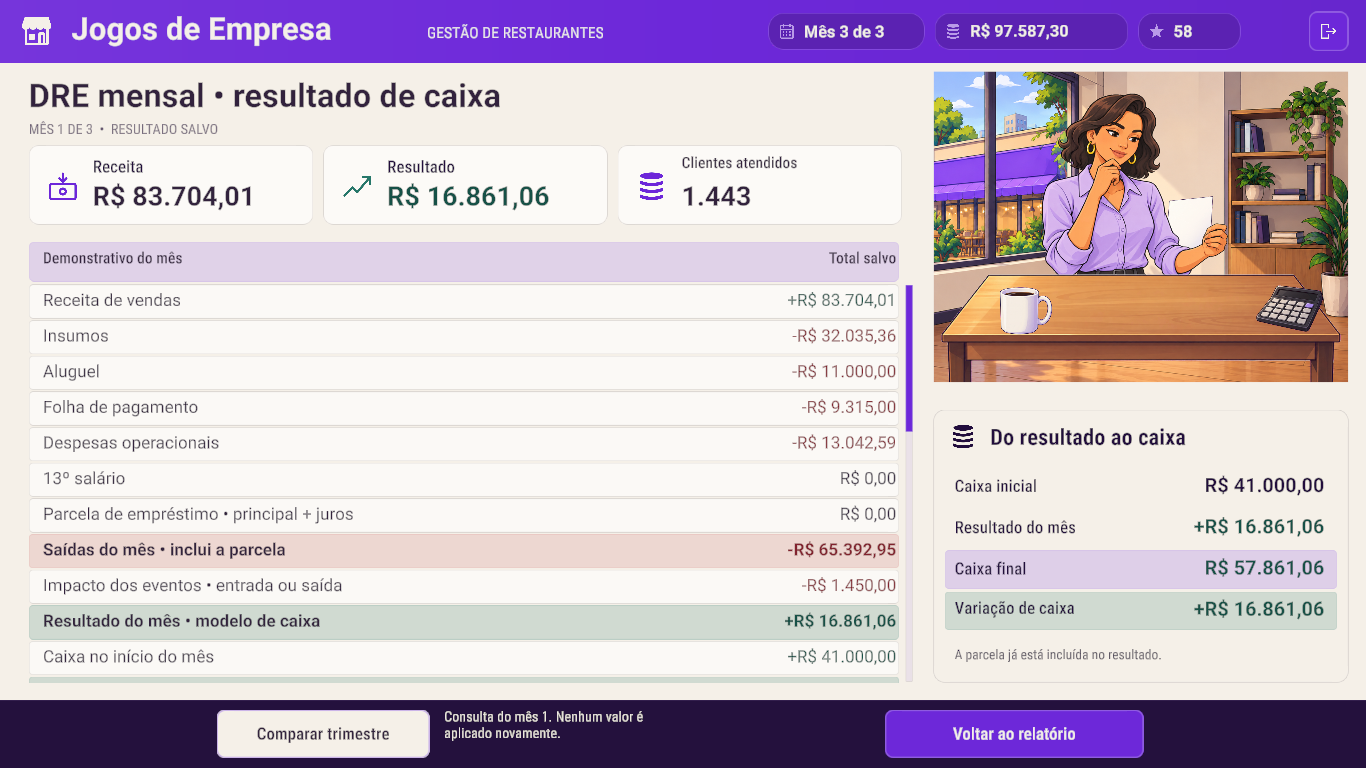 Jogos de Empresa
GESTÃO DE RESTAURANTES
Mês 3 de 3
R$ 97.587,30
58
DRE mensal • resultado de caixa
MÊS 1 DE 3 • RESULTADO SALVO
Receita
R$ 83.704,01
Resultado
R$ 16.861,06
Clientes atendidos
1.443
Demonstrativo do mês Total salvo
Receita de vendas +R$ 83.704,01
Insumos -R$ 32.035,36
Aluguel -R$ 11.000,00
Folha de pagamento -R$ 9.315,00
Despesas operacionais -R$ 13.042,59
13º salário R$ 0,00
Parcela de empréstimo • principal + juros R$ 0,00
Saídas do mês • inclui a parcela -R$ 65.392,95
Impacto dos eventos • entrada ou saída -R$ 1.450,00
Resultado do mês • modelo de caixa +R$ 16.861,06
Caixa no início do mês +R$ 41.000,00
Do resultado ao caixa
Caixa inicial R$ 41.000,00
Resultado do mês +R$ 16.861,06
Caixa final R$ 57.861,06
Variação de caixa +R$ 16.861,06
A parcela já está incluída no resultado.
Comparar trimestre
Consulta do mês 1. Nenhum valor é
aplicado novamente.
Voltar ao relatório